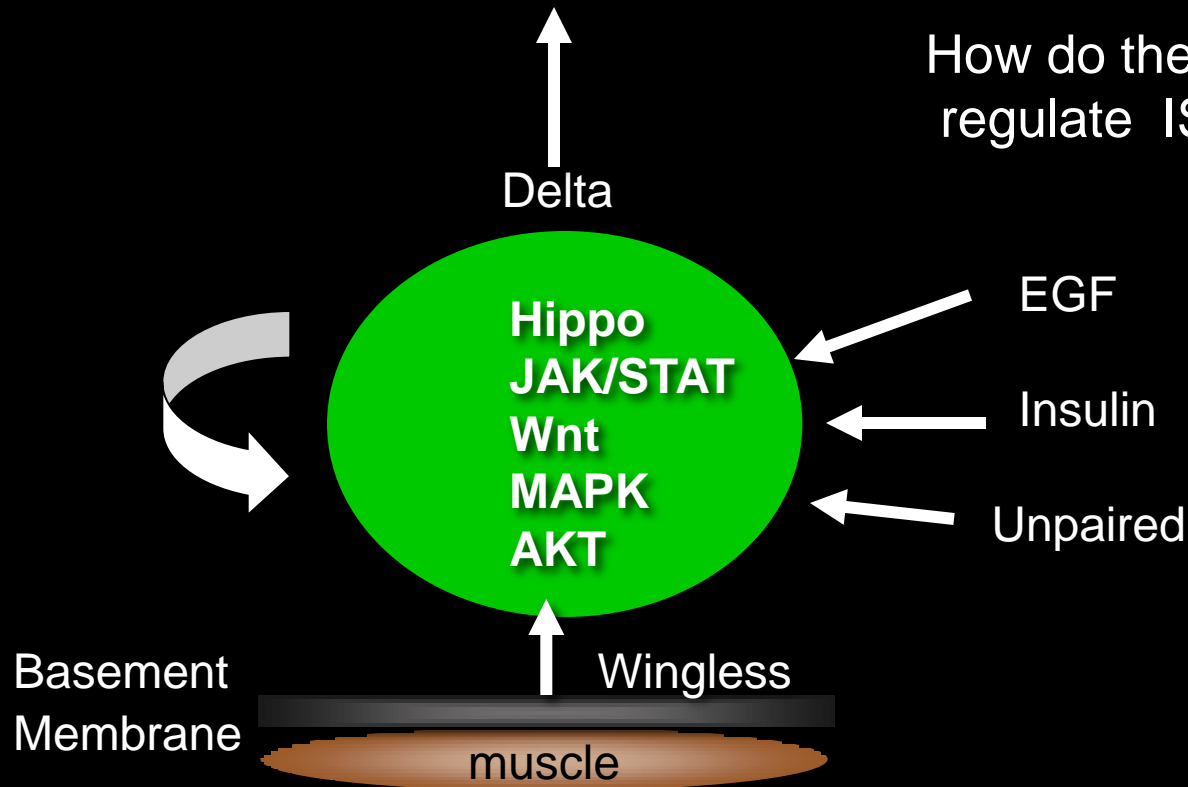 How do the
regulate IS
Delta
EGF
Hippo
JAK/STAT
Wnt
MAPK
AKT
Insulin
Unpaired
Wingless
Basement
Membrane
muscle